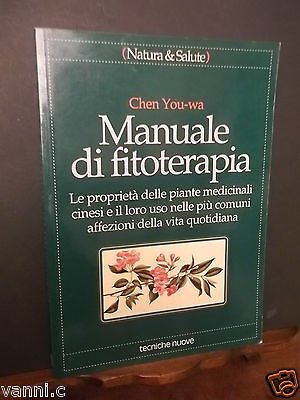 (Natura & Salute)
Chen You-wa
Manuale
di fitoterapia
Le proprietà delle piante medicinali
cinesi e il loro uso nelle più comuni
affezioni della vita quotidiana
tecniche nuove
vanni.c